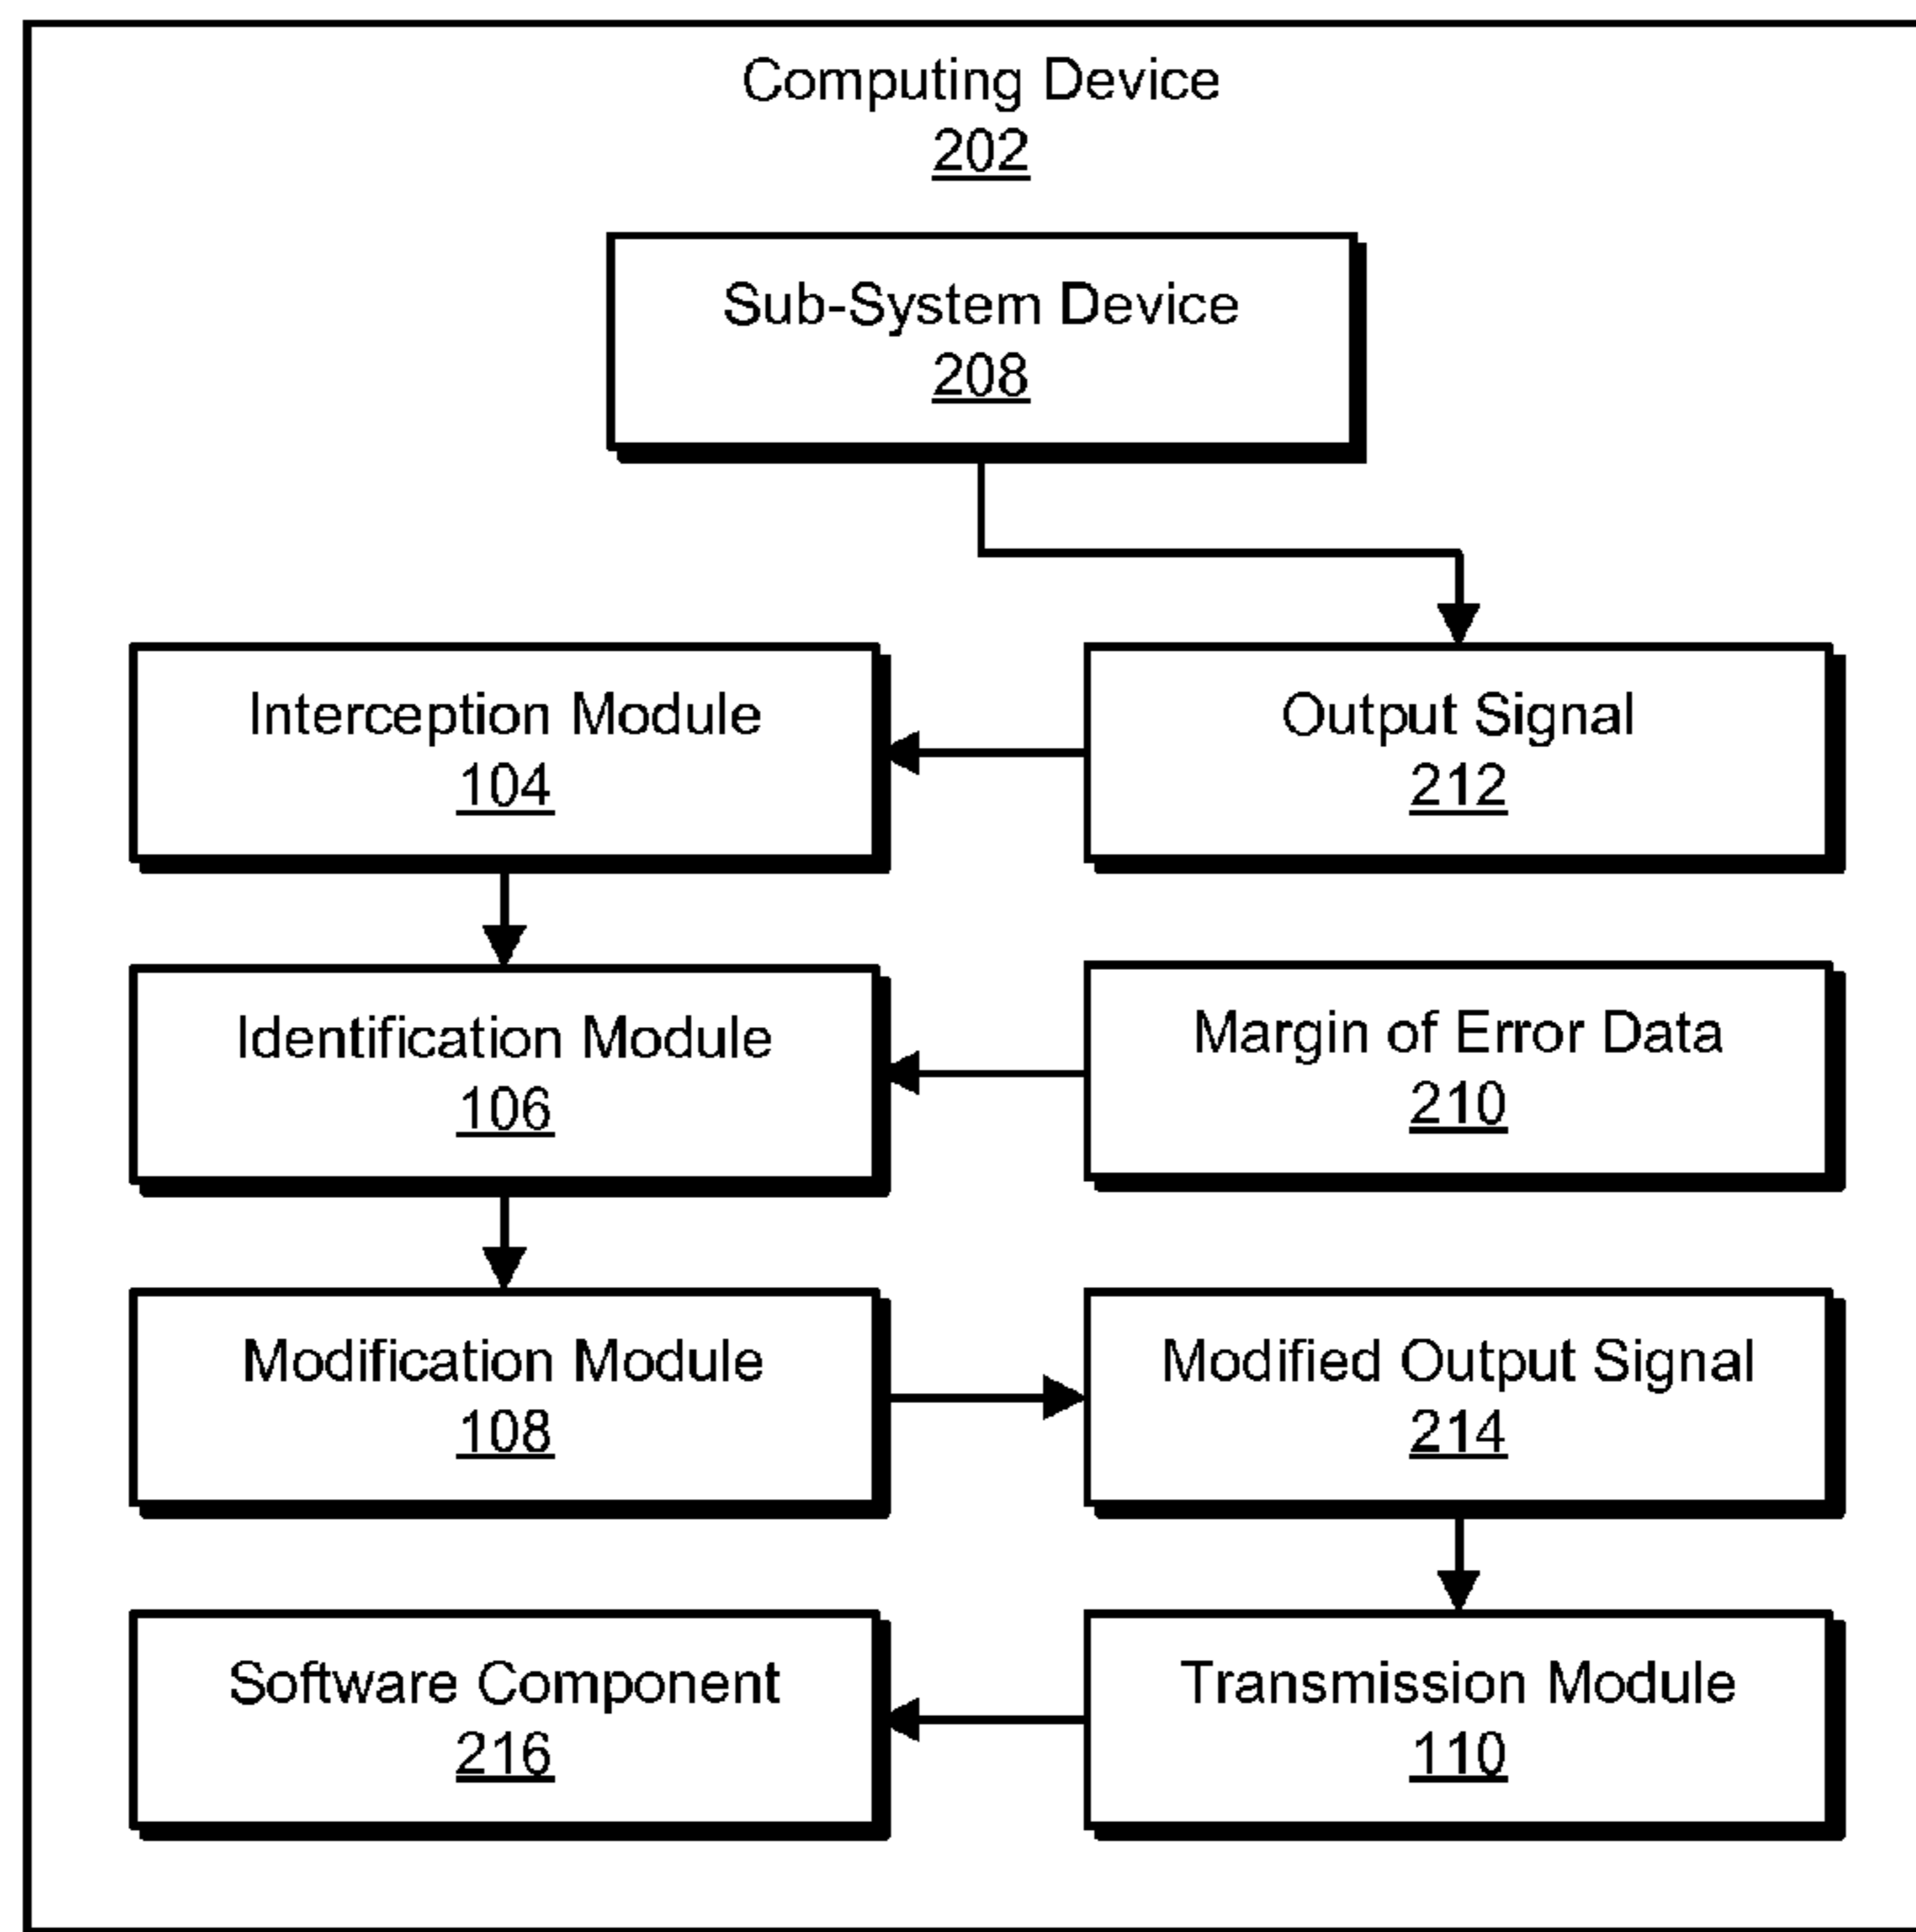 Computing Device
202
Sub-System Device
208
Interception Module
104
Output Signal
212
Identification Module
106
Margin of Error Data
210
Modification Module
108
Modified Output Signal
214
Software Component
216
Transmission Module
110